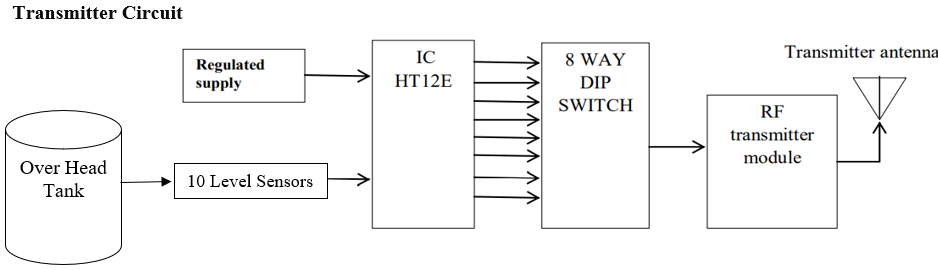 Transmitter Circuit
Regulated
supply
IC
HT12E
8 WAY
DIP
SWITCH
Transmitter antenna
RF
transmitter
module
Over Head
Tank
10 Level Sensors